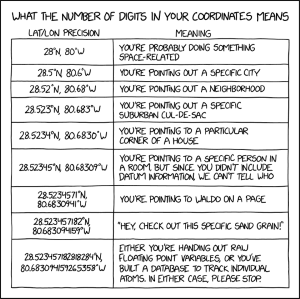 WHAT THE NUMBER OF DIGITS IN YOUR COORDINATES MEANS
LAT/LON PRECISION MEANING
28°N, 80°W YOU'RE PROBABLY DOING SOMETHING
SPACE-RELATED
28.5°N, 80.6°W YOU'RE POINTING OUT A SPECIFIC CITY
28.52°N, 80.68°W YOU'RE POINTING OUT A NEIGHBORHOOD
28.523°N, 80.683°W YOU'RE POINTING OUT A SPECIFIC
SUBURBAN CUL-DE-SAC
28.5234°N, 80.6830°W YOU'RE POINTING TO A PARTICULAR
CORNER OF A HOUSE
28.52345°N, 80.68309°W YOU'RE POINTING TO A SPECIFIC PERSON IN
A ROOM, BUT SINCE YOU DIDN'T INCLUDE
DATUM INFORMATION, WE CAN'T TELL WHO
28.5234571°N,
80.6830941°W YOU'RE POINTING TO WALDO ON A PAGE
28.523457182°N,
80.683094159°W "HEY, CHECK OUT THIS SPECIFIC SAND GRAIN!"
28.523457182818284°N,
80.683094159265358°W EITHER YOU'RE HANDING OUT RAW
FLOATING POINT VARIABLES, OR YOU'VE
BUILT A DATABASE TO TRACK INDIVIDUAL
ATOMS. IN EITHER CASE, PLEASE STOP.